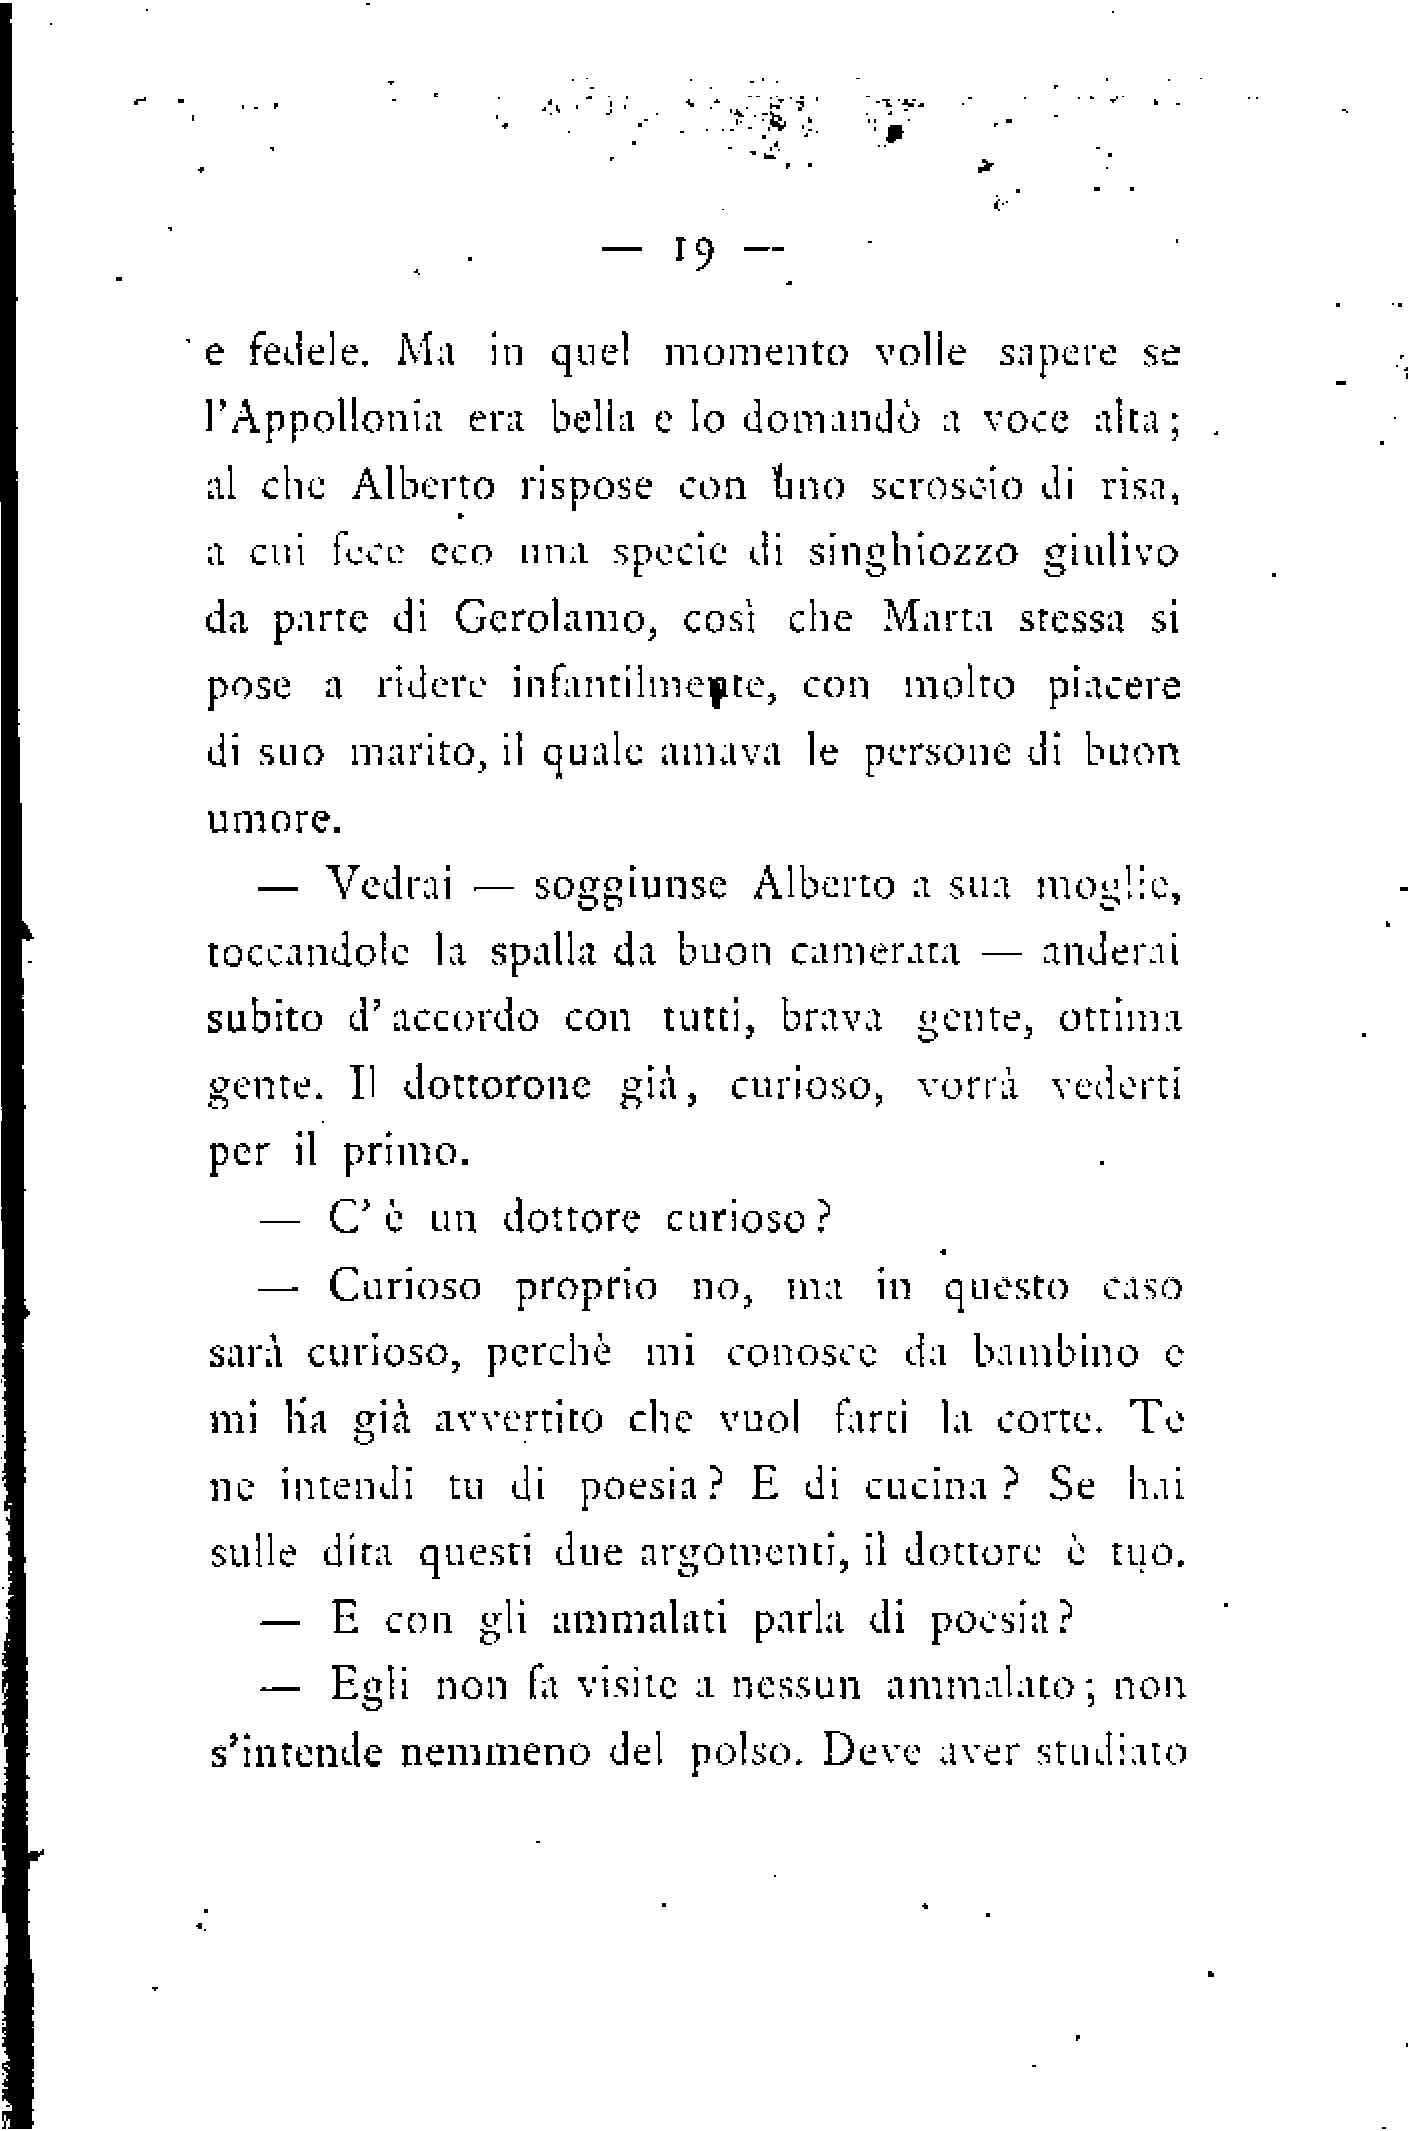 — 19 —
e fedele. Ma in quel momento volle sapere se
l'Appollonia era bella e lo domandò a voce alta;
al che Alberto rispose con uno scroscio di risa,
a cui fece eco una specie di singhiozzo giulivo
da parte di Gerolamo, così che Marta stessa si
pose a ridere infantilmente, con molto piacere
di suo marito, il quale amava le persone di buon
umore.
— Vedrai — soggiunse Alberto a sua moglie,
toccandole la spalla da buon camerata — anderai
subito d'accordo con tutti, brava gente, ottima
gente. Il dottorone già, curioso, vorrà vederti
per il primo.
— C'è un dottore curioso?
— Curioso proprio no, ma in questo caso
sarà curioso, perchè mi conosce da bambino e
mi ha già avvertito che vuol farti la corte. Te
ne intendi tu di poesia? E di cucina? Se hai
sulle dita questi due argomenti, il dottore è tuo.
— E con gli ammalati parla di poesia?
— Egli non fa visite a nessun ammalato; non
s'intende nemmeno del polso. Deve aver studiato